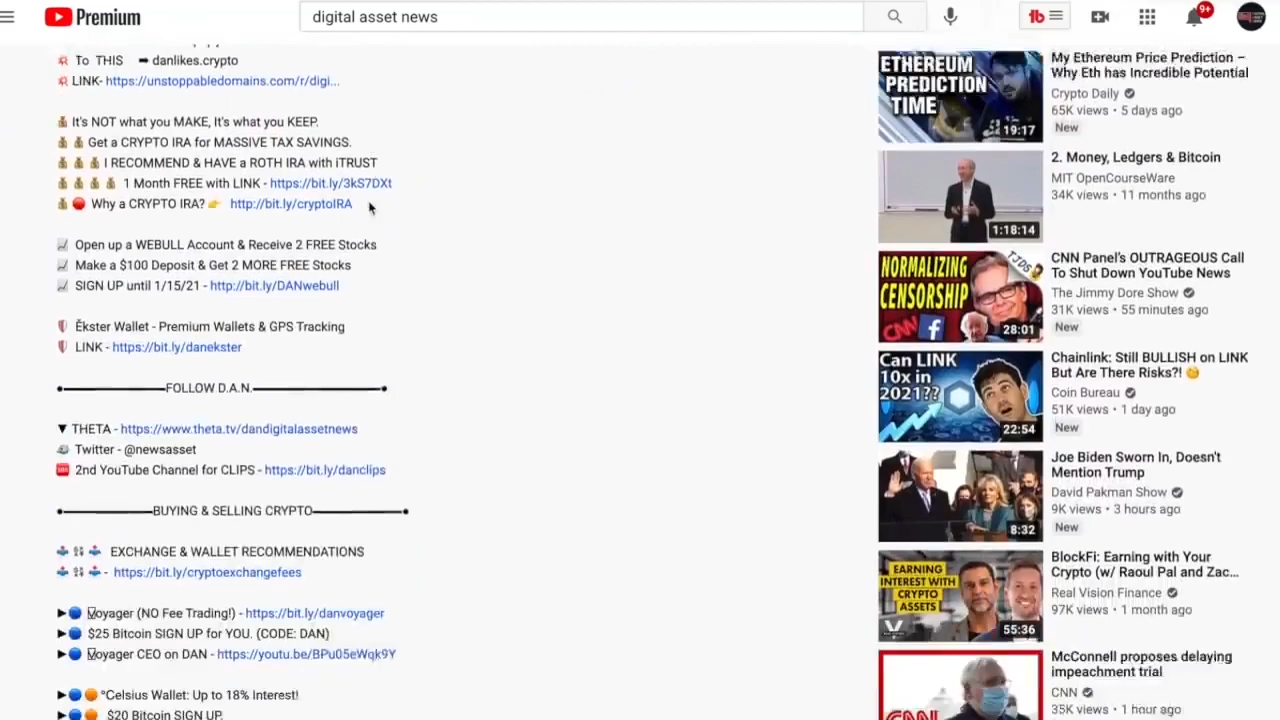 Premium
digital asset news
9+
To THIS ➡ danlikes.crypto
LINK- https://unstoppabledomains.com/r/digi...
It's NOT what you MAKE, It's what you KEEP.
Get a CRYPTO IRA for MASSIVE TAX SAVINGS.
I RECOMMEND & HAVE a ROTH IRA with iTRUST
1 Month FREE with LINK - https://bit.ly/3kS7DXt
Why a CRYPTO IRA? 👉 http://bit.ly/cryptoIRA
Open up a WEBULL Account & Receive 2 FREE Stocks
Make a $100 Deposit & Get 2 MORE FREE Stocks
SIGN UP until 1/15/21 - http://bit.ly/DANwebull
Ěkster Wallet - Premium Wallets & GPS Tracking
LINK - https://bit.ly/danekster
FOLLOW D.A.N.
THETA - https://www.theta.tv/dandigitalassetnews
Twitter - @newsasset
2nd YouTube Channel for CLIPS - https://bit.ly/danclips
BUYING & SELLING CRYPTO
EXCHANGE & WALLET RECOMMENDATIONS
- https://bit.ly/cryptoexchangefees
Voyager (NO Fee Trading!) - https://bit.ly/danvoyager
$25 Bitcoin SIGN UP for YOU. (CODE: DAN)
Voyager CEO on DAN - https://youtu.be/BPu05eWqk9Y
°Celsius Wallet: Up to 18% Interest!
$20 Bitcoin SIGN UP.
ETHEREUM
PREDICTION
TIME
19:17
My Ethereum Price Prediction –
Why Eth has Incredible Potential
Crypto Daily
65K views • 5 days ago
New
1:18:14
2. Money, Ledgers & Bitcoin
MIT OpenCourseWare
34K views • 11 months ago
NORMALIZING
CENSORSHIP
TJDS
CNN
28:01
CNN Panel's OUTRAGEOUS Call
To Shut Down YouTube News
The Jimmy Dore Show
31K views • 55 minutes ago
New
Can LINK
10x in
2021??
22:54
Chainlink: Still BULLISH on LINK
But Are There Risks?! 🧐
Coin Bureau
51K views • 1 day ago
New
8:32
Joe Biden Sworn In, Doesn't
Mention Trump
David Pakman Show
9K views • 3 hours ago
New
EARNING
INTEREST WITH
CRYPTO
ASSETS
55:36
BlockFi: Earning with Your
Crypto (w/ Raoul Pal and Zac...
Real Vision Finance
97K views • 1 month ago
CNN
McConnell proposes delaying
impeachment trial
CNN
35K views • 1 hour ago